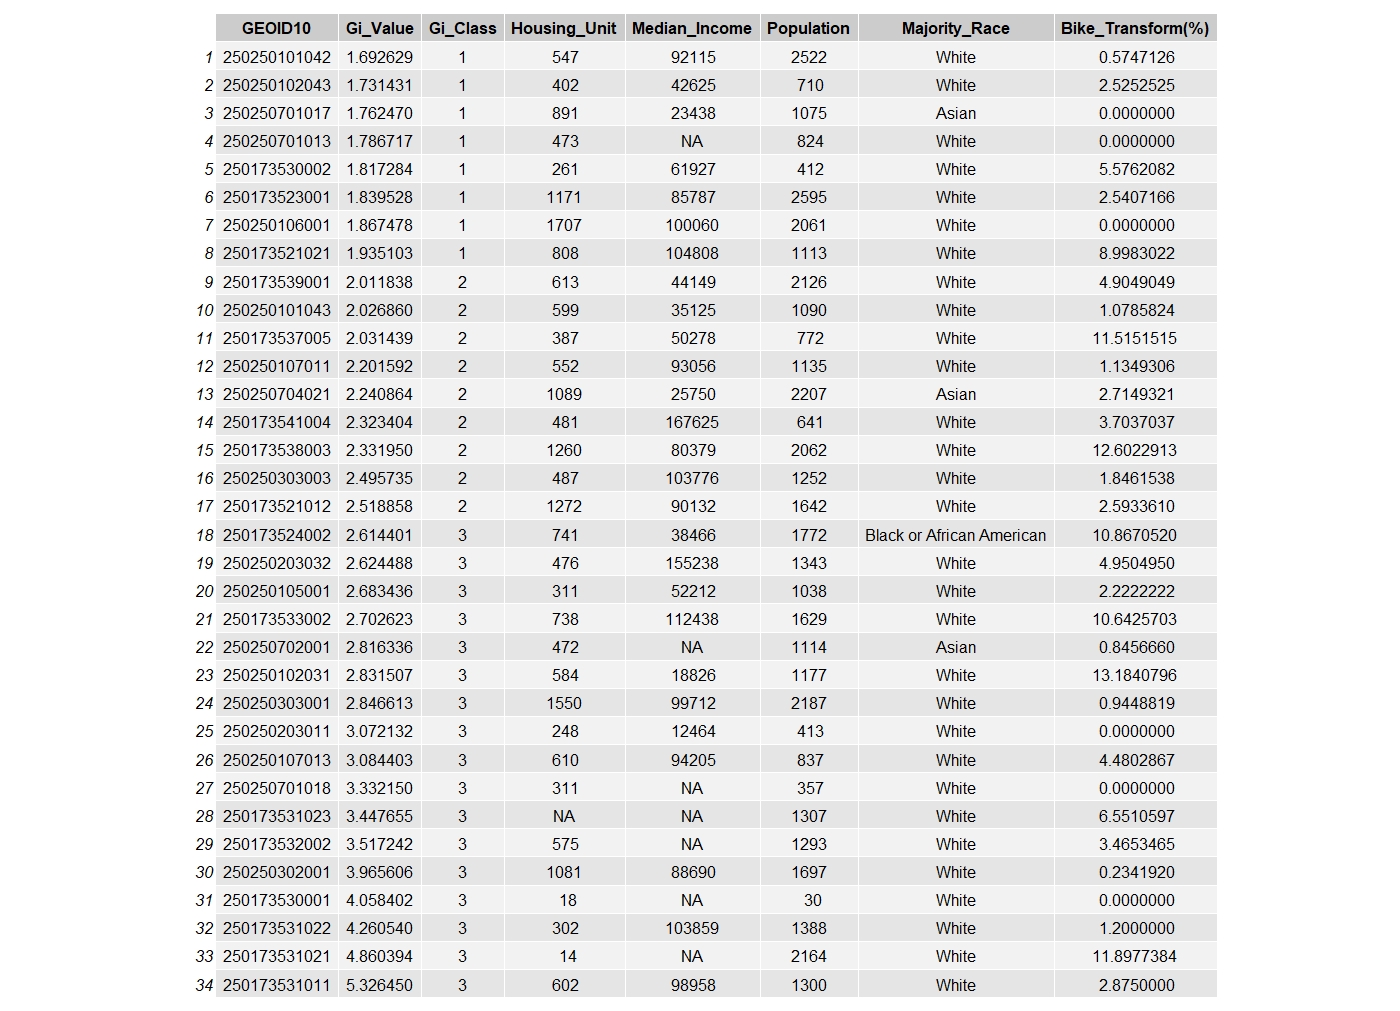 GEOID10 Gi_Value Gi_Class Housing_Unit Median_Income Population Majority_Race Bike_Transform(%)
1 250250101042 1.692629 1 547 92115 2522 White 0.5747126
2 250250102043 1.731431 1 402 42625 710 White 2.5252525
3 250250701017 1.762470 1 891 23438 1075 Asian 0.0000000
4 250250701013 1.786717 1 473 NA 824 White 0.0000000
5 250173530002 1.817284 1 261 61927 412 White 5.5762082
6 250173523001 1.839528 1 1171 85787 2595 White 2.5407166
7 250250106001 1.867478 1 1707 100060 2061 White 0.0000000
8 250173521021 1.935103 1 808 104808 1113 White 8.9983022
9 250173539001 2.011838 2 613 44149 2126 White 4.9049049
10 250250101043 2.026860 2 599 35125 1090 White 1.0785824
11 250173537005 2.031439 2 387 50278 772 White 11.5151515
12 250250107011 2.201592 2 552 93056 1135 White 1.1349306
13 250250704021 2.240864 2 1089 25750 2207 Asian 2.7149321
14 250173541004 2.323404 2 481 167625 641 White 3.7037037
15 250173538003 2.331950 2 1260 80379 2062 White 12.6022913
16 250250303003 2.495735 2 487 103776 1252 White 1.8461538
17 250173521012 2.518858 2 1272 90132 1642 White 2.5933610
18 250173524002 2.614401 3 741 38466 1772 Black or African American 10.8670520
19 250250203032 2.624488 3 476 155238 1343 White 4.9504950
20 250250105001 2.683436 3 311 52212 1038 White 2.2222222
21 250173533002 2.702623 3 738 112438 1629 White 10.6425703
22 250250702001 2.816336 3 472 NA 1114 Asian 0.8456660
23 250250102031 2.831507 3 584 18826 1177 White 13.1840796
24 250250303001 2.846613 3 1550 99712 2187 White 0.9448819
25 250250203011 3.072132 3 248 12464 413 White 0.0000000
26 250250107013 3.084403 3 610 94205 837 White 4.4802867
27 250250701018 3.332150 3 311 NA 357 White 0.0000000
28 250173531023 3.447655 3 NA NA 1307 White 6.5510597
29 250173532002 3.517242 3 575 NA 1293 White 3.4653465
30 250250302001 3.965606 3 1081 88690 1697 White 0.2341920
31 250173530001 4.058402 3 18 NA 30 White 0.0000000
32 250173531022 4.260540 3 302 103859 1388 White 1.2000000
33 250173531021 4.860394 3 14 NA 2164 White 11.8977384
34 250173531011 5.326450 3 602 98958 1300 White 2.8750000